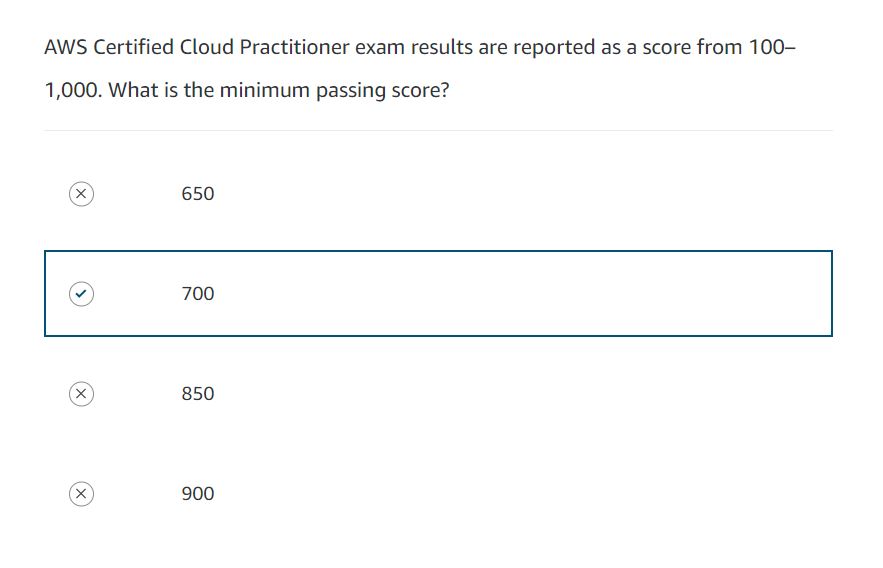 AWS Certified Cloud Practitioner exam results are reported as a score from 100–
1,000. What is the minimum passing score?
650
700
850
900